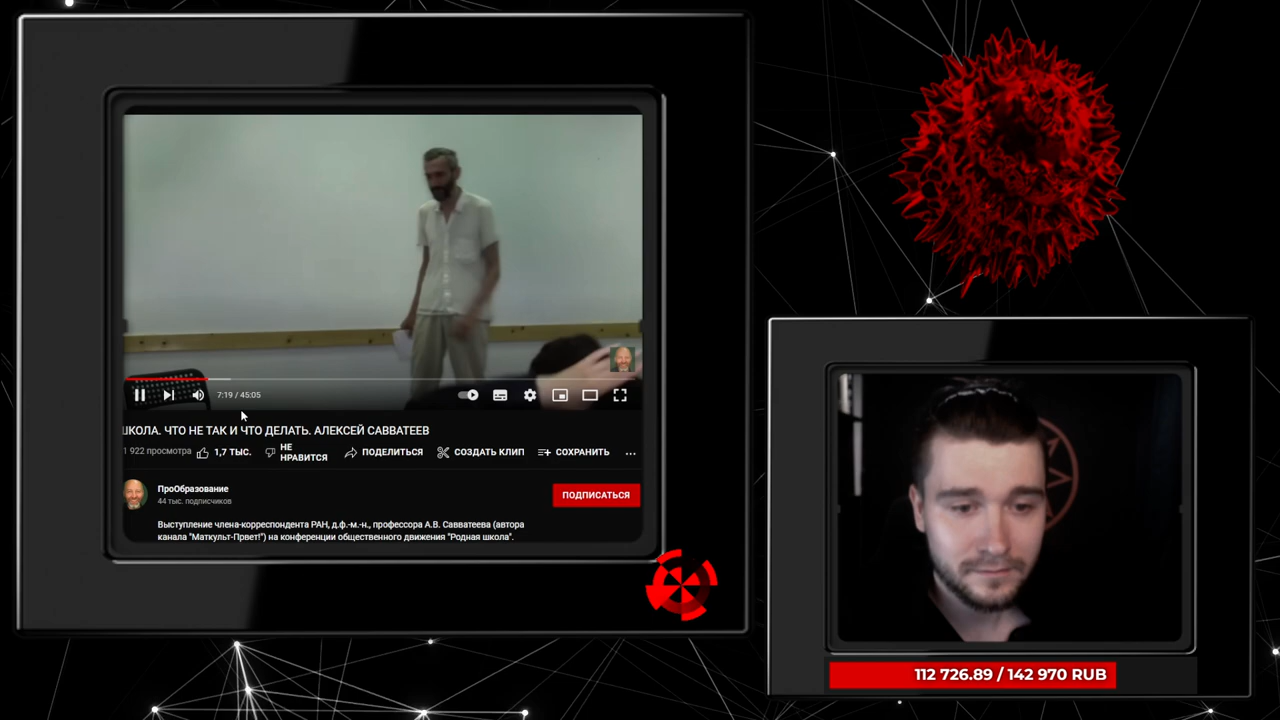 7:19 / 45:05
ШКОЛА. ЧТО НЕ ТАК И ЧТО ДЕЛАТЬ. АЛЕКСЕЙ САВВАТЕЕВ
1 922 просмотра 1,7 ТЫС. НЕ НРАВИТСЯ ПОДЕЛИТЬСЯ СОЗДАТЬ КЛИП СОХРАНИТЬ ...
ПроОбразование
44 тыс. подписчиков
ПОДПИСАТЬСЯ
Выступление члена-корреспондента РАН, д.ф.-м.-н., профессора А.В. Савватеева (автора
канала "Маткульт-Првет!") на конференции общественного движения "Родная школа".
112 726.89 / 142 970 RUB